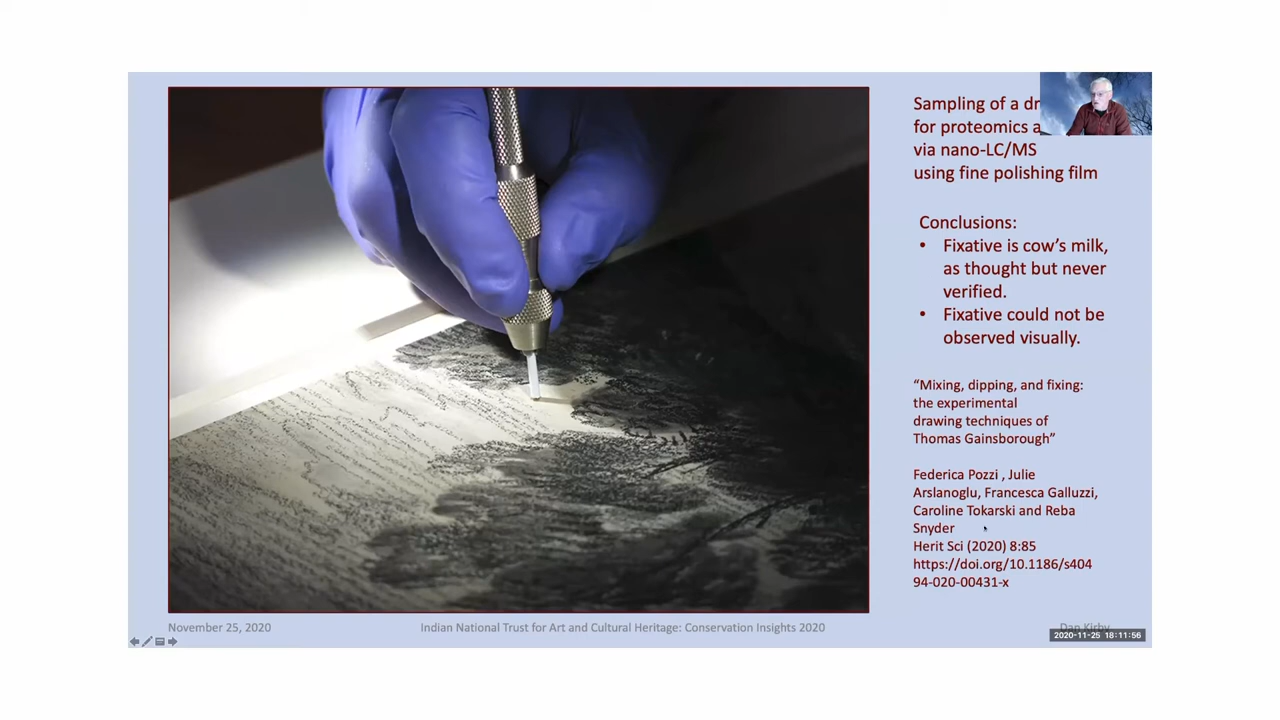 Sampling of a
for proteomics
via nano-LC/MS
using fine polishing film
Conclusions:
• Fixative is cow's milk,
as thought but never
verified.
• Fixative could not be
observed visually.
“Mixing, dipping, and fixing:
the experimental
drawing techniques of
Thomas Gainsborough”
Federica Pozzi , Julie
Arslanoglu, Francesca Galluzzi,
Caroline Tokarski and Reba
Snyder
Herit Sci (2020) 8:85
https://doi.org/10.1186/s404
94-020-00431-x
November 25, 2020
Indian National Trust for Art and Cultural Heritage: Conservation Insights 2020
Dan Kirby
2020-11-25 18:11:56